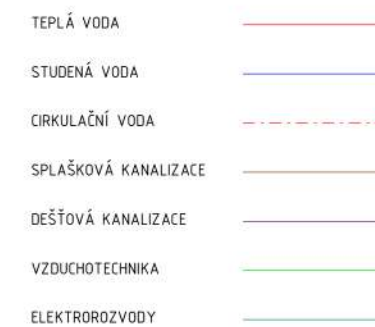 TEPLÁ VODA
STUDENÁ VODA
CIRKULAČNÍ VODA
SPLAŠKOVÁ KANALIZACE
DEŠŤOVÁ KANALIZACE
VZDUCHOTECHNIKA
ELEKTROROZVODY